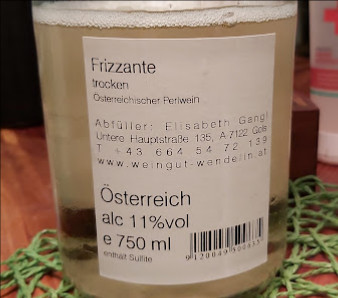 Frizzante
trocken
Österreichischer Perlwein
Abfüller: Elisabeth Gangl
Untere Hauptstraße 135, A-7122 Gols
T +43 664 54 72 139
www.weingut-wendelin.at
Österreich
alc 11%vol
e 750 ml
enthält Sulfite